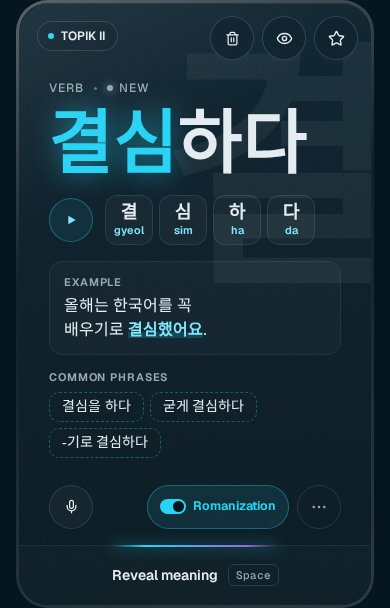 TOPIK II
VERB • NEW
결심하다
결 심 하 다
gyeol sim ha da
EXAMPLE
올해는 한국어를 꼭
배우기로 결심했어요.
COMMON PHRASES
결심을 하다 굳게 결심하다
-기로 결심하다
Romanization
Reveal meaning Space